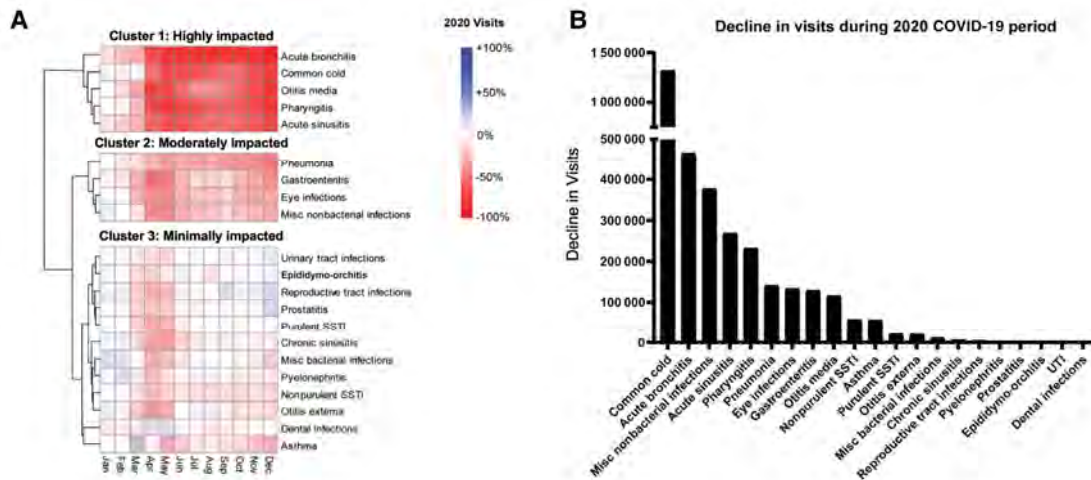 A
Cluster 1: Highly impacted
Acute bronchitis
Common cold
Otitis media
Pharyngitis
Acute sinusitis
Cluster 2: Moderately impacted
Pneumonia
Gastroententis
Eye infections
Misc nonbacterial infections
Cluster 3: Minimally impacted
Urinary tract infections
Epididymo-orchitis
Reproductive tract infections
Prostatitis
Purulent SSTI
Chronic sinusitis
Misc bacterial infections
Pyelonephritis
Nonpurulent SSTI
Otitis externa
Dental Infections
Asthma
Jan
Feb
Mar
Apr
May
Jun
Jul
Aug
Sep
Oct
Nov
Dec
2020 Visits
+100%
+50%
0%
-50%
-100%
B
Decline in visits during 2020 COVID-19 period
Decline in Visits
1 500 000
1 000 000
500 000
400 000
300 000
200 000
100 000
0
Common cold
Acute bronchitis
Misc nonbacterial infections
Acute sinusitis
Pharyngitis
Pneumonia
Eye infections
Gastroententis
Otitis media
Nonpurulent SSTI
Asthma
Purulent SSTI
Otitis externa
Misc bacterial infections
Chronic sinusitis
Reproductive tract infections
Pyelonephritis
Prostatitis
Epididymo-orchitis
UTI
Dental infections